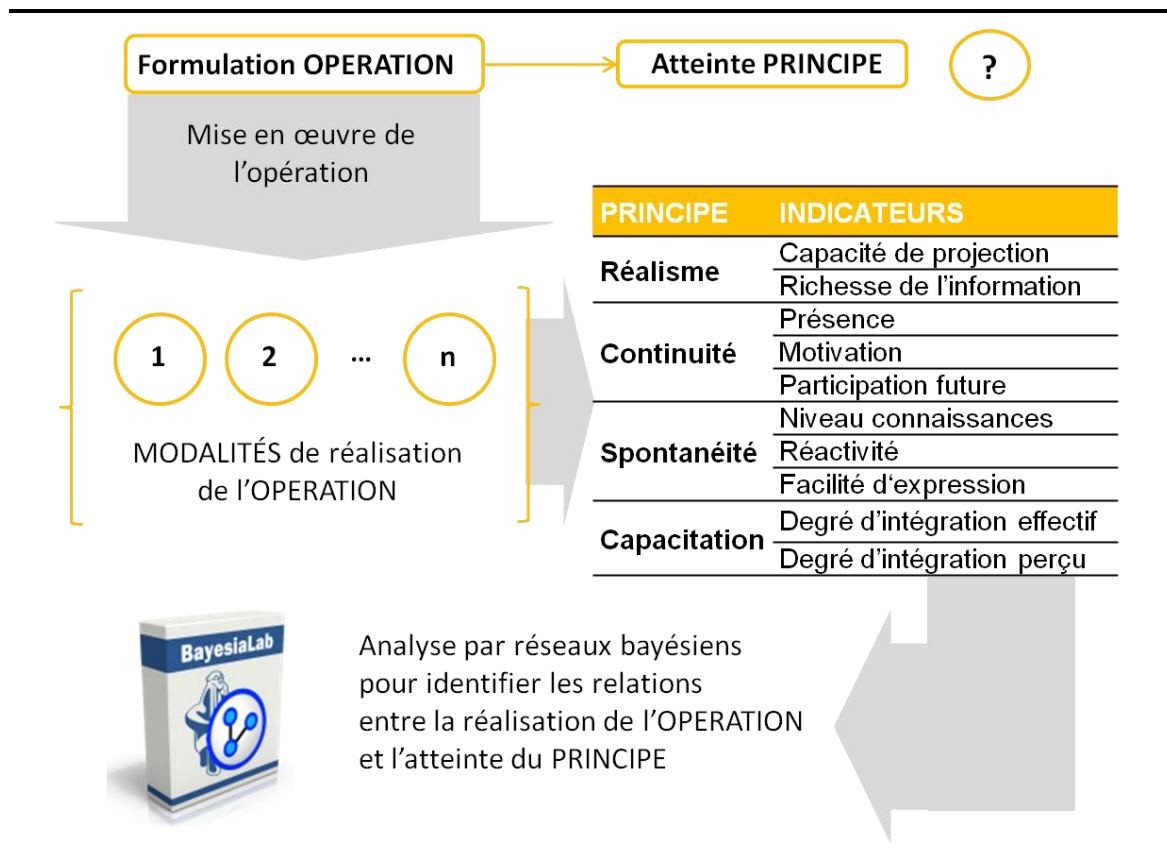 Formulation OPERATION
Atteinte PRINCIPE
?
Mise en œuvre de
l'opération
PRINCIPE INDICATEURS
Réalisme
Capacité de projection
Richesse de l'information
Continuité
Présence
Motivation
Participation future
Spontanéité
Niveau connaissances
Réactivité
Facilité d'expression
Capacitation
Degré d'intégration effectif
Degré d'intégration perçu
1 2 ... n
MODALITÉS de réalisation
de l'OPERATION
BayesiaLab
Analyse par réseaux bayésiens
pour identifier les relations
entre la réalisation de l'OPERATION
et l'atteinte du PRINCIPE